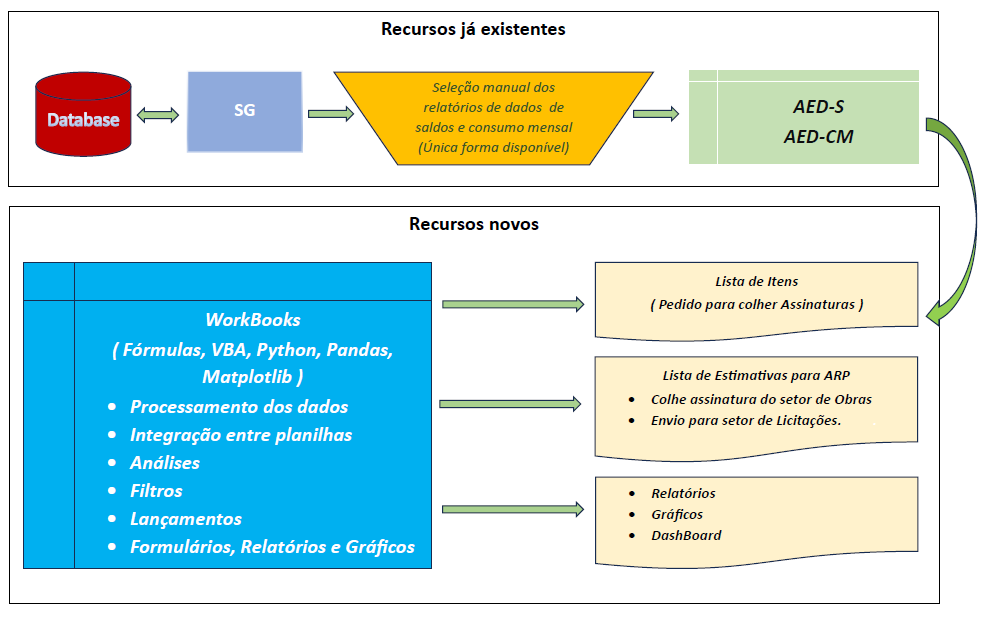 Recursos já existentes
Database
SG
Seleção manual dos
relatórios de dados de
saldos e consumo mensal
(Única forma disponível)
AED-S
AED-CM
Recursos novos
WorkBooks
( Fórmulas, VBA, Python, Pandas,
Matplotlib )
• Processamento dos dados
• Integração entre planilhas
• Análises
• Filtros
• Lançamentos
• Formulários, Relatórios e Gráficos
Lista de Itens
( Pedido para colher Assinaturas )
Lista de Estimativas para ARP
• Colhe assinatura do setor de Obras
• Envio para setor de Licitações.
• Relatórios
• Gráficos
• DashBoard